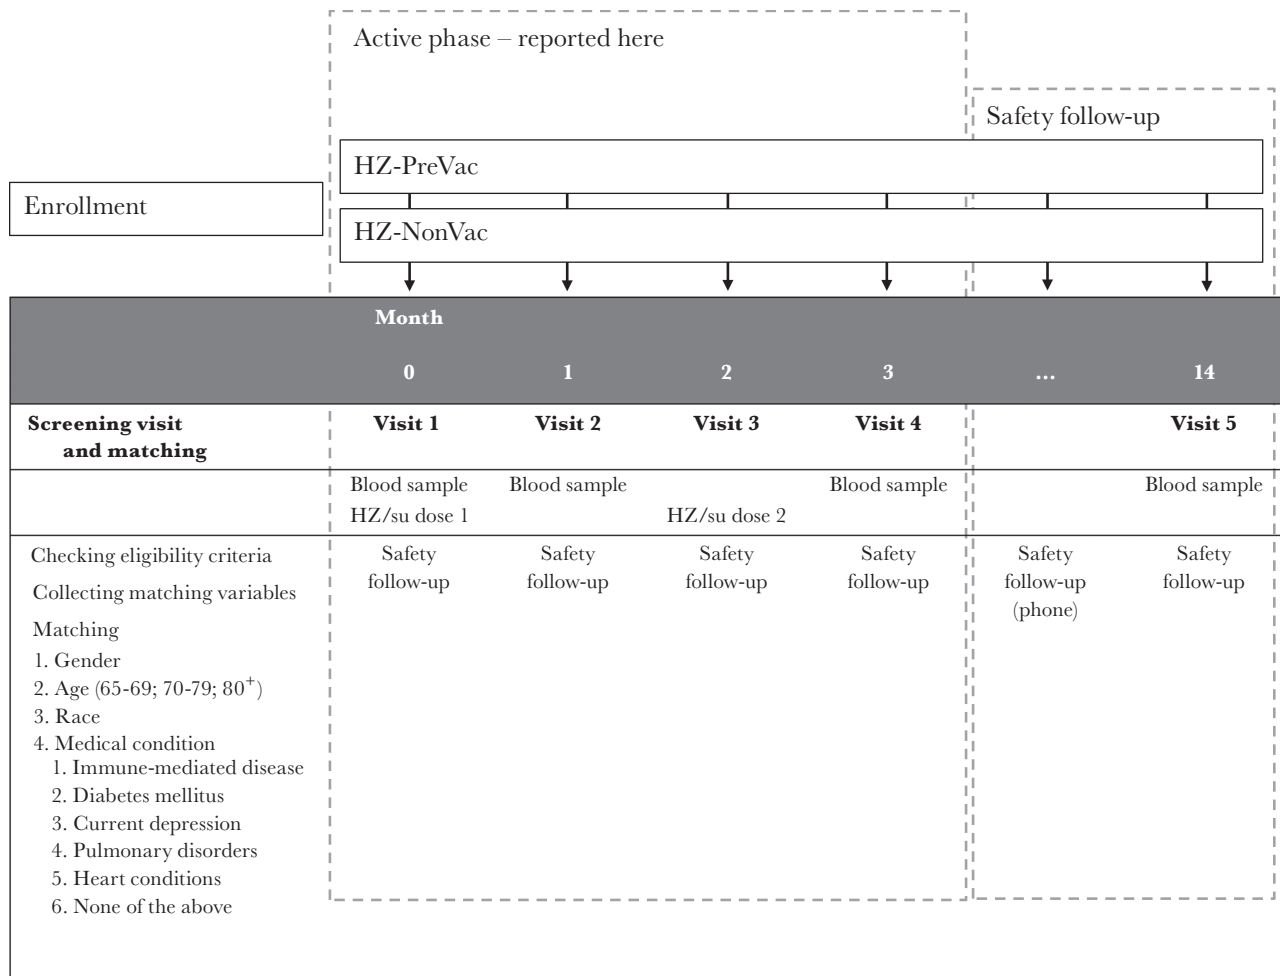 Active phase – reported here
Safety follow-up
HZ-PreVac
Enrollment
HZ-NonVac
Month
0 1 2 3 ... 14
Screening visit and matching
Visit 1 Visit 2 Visit 3 Visit 4 Visit 5
Blood sample Blood sample Blood sample Blood sample
HZ/su dose 1 HZ/su dose 2
Checking eligibility criteria
Collecting matching variables
Matching
1. Gender
2. Age (65-69; 70-79; 80+)
3. Race
4. Medical condition
1. Immune-mediated disease
2. Diabetes mellitus
3. Current depression
4. Pulmonary disorders
5. Heart conditions
6. None of the above
Safety follow-up
Safety follow-up
Safety follow-up
Safety follow-up
Safety follow-up (phone)
Safety follow-up